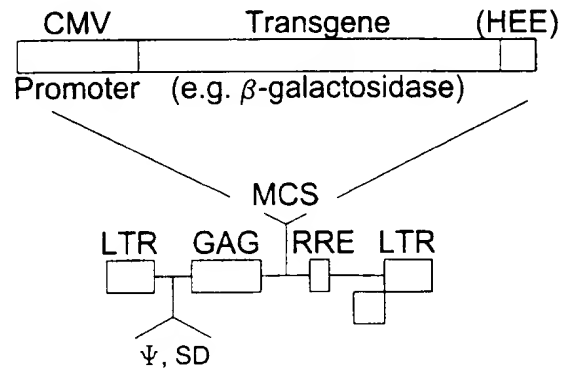 CMV Transgene (HEE)
Promoter (e.g. β-galactosidase)
MCS
LTR GAG RRE LTR
Ψ, SD